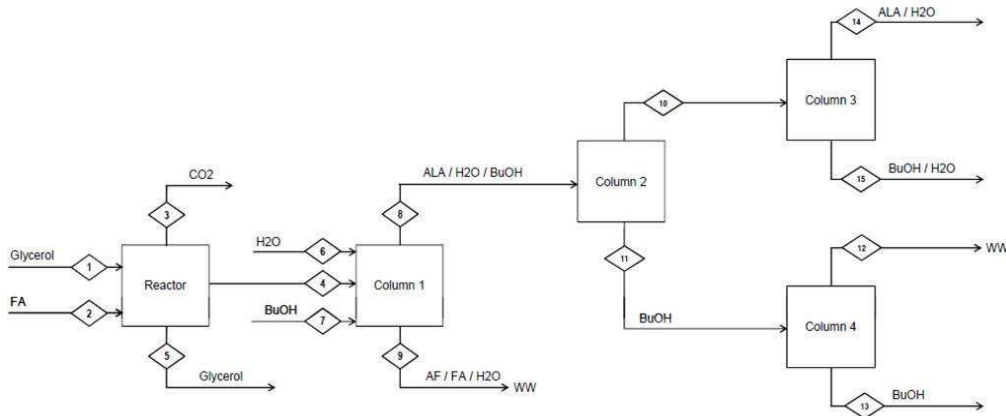 14
ALA / H2O
Column 3
10
15
BuOH / H2O
CO2
3
ALA / H2O / BuOH
8
Column 2
H2O
6
11
12
WW
Glycerol
1
Reactor
4
Column 1
FA
2
BuOH
7
BuOH
Column 4
5
Glycerol
9
AF / FA / H2O
WW
13
BuOH